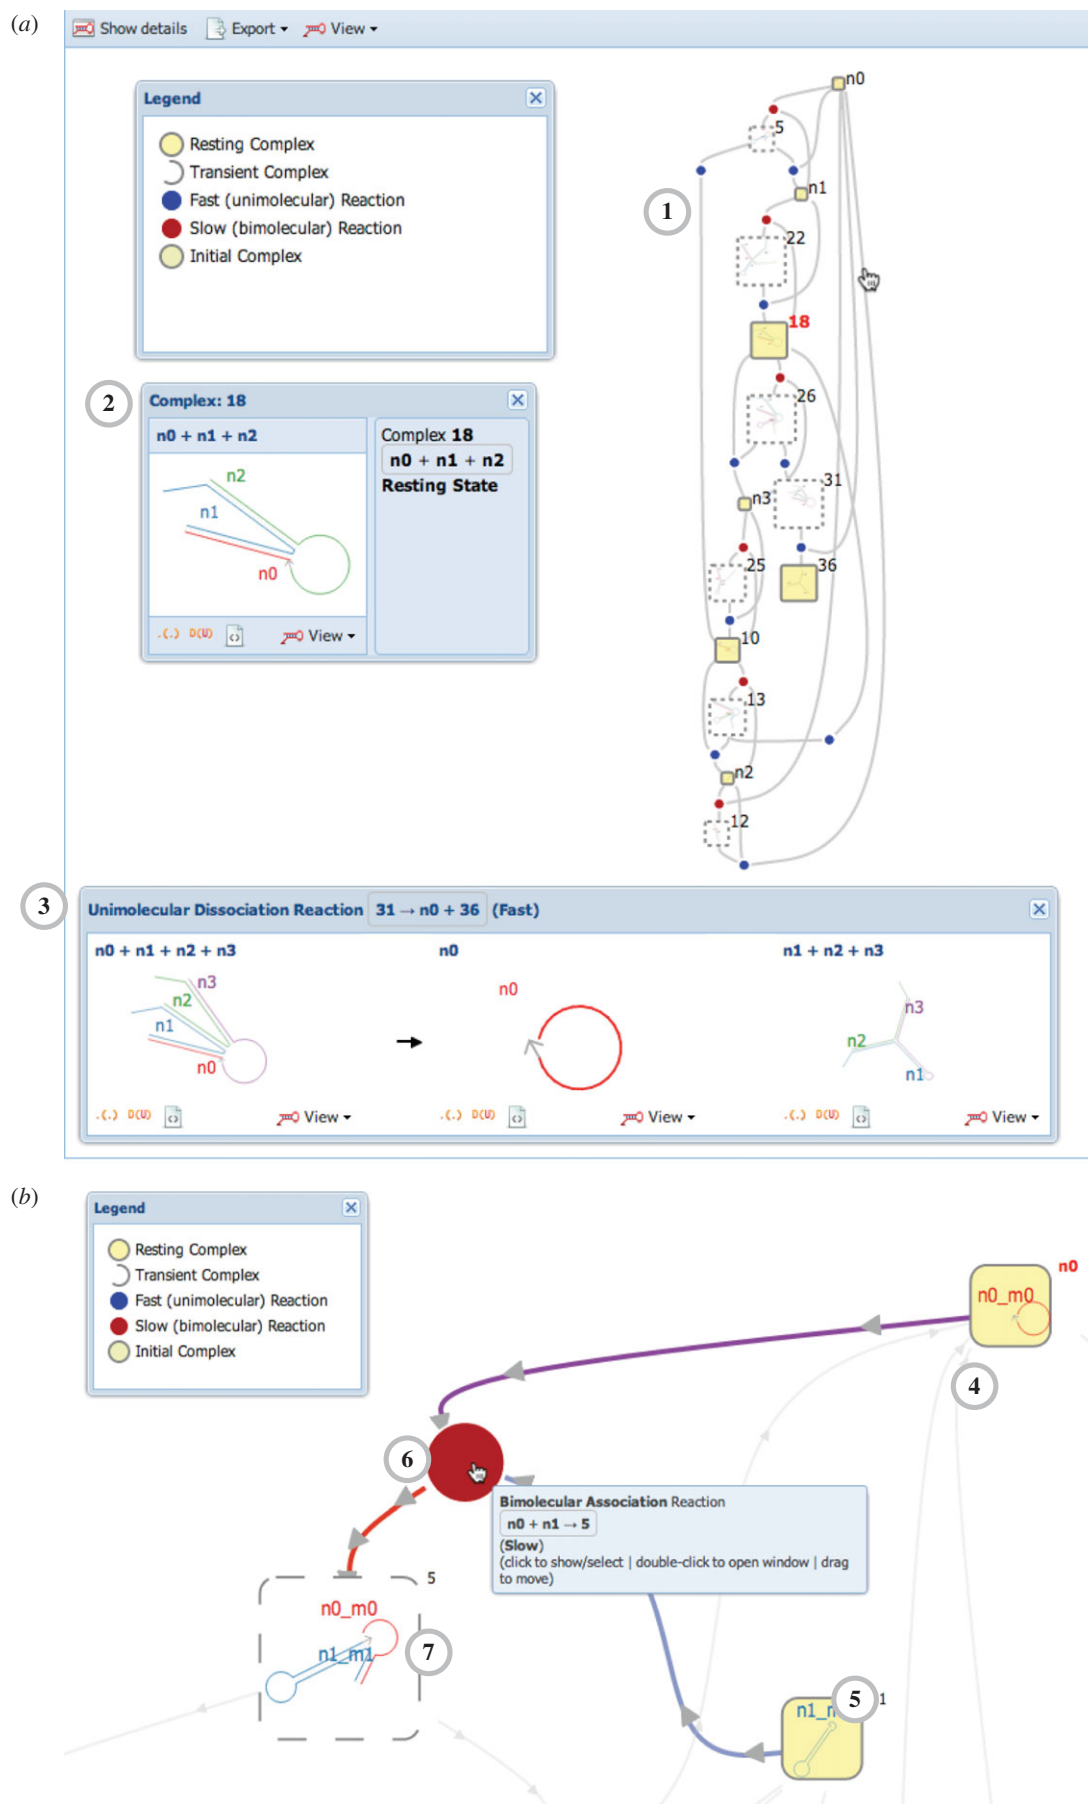 (a)
Show details Export View
Legend
Resting Complex
Transient Complex
Fast (unimolecular) Reaction
Slow (bimolecular) Reaction
Initial Complex
n0
5
n1
1
22
18
26
31
n3
25
36
10
13
n2
12
2
Complex: 18
n0 + n1 + n2
n2
n1
n0
.(.) D(U) <> View
Complex 18
n0 + n1 + n2
Resting State
3
Unimolecular Dissociation Reaction 31 → n0 + 36 (Fast)
n0 + n1 + n2 + n3
n3
n2
n1
n0
.(.) D(U) <> View
n0
n0
.(.) D(U) <> View
n1 + n2 + n3
n3
n2
n1
.(.) D(U) <> View
(b)
Legend
Resting Complex
Transient Complex
Fast (unimolecular) Reaction
Slow (bimolecular) Reaction
Initial Complex
n0
n0_m0
4
6
Bimolecular Association Reaction
n0 + n1 → 5
(Slow)
(click to show/select | double-click to open window | drag
to move)
5
n0_m0
n1_m1
7
5
1